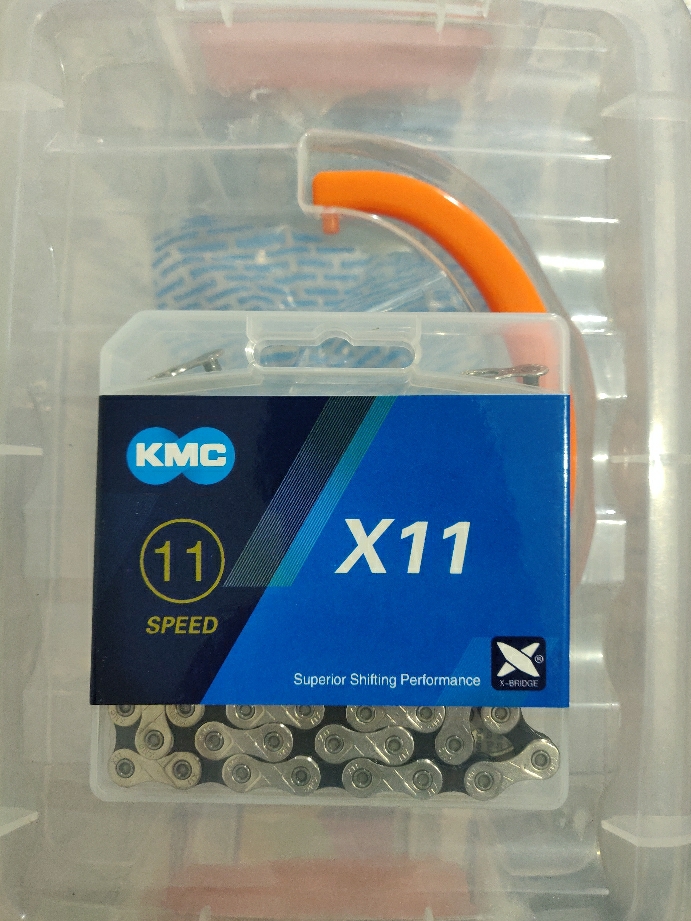 KMC
11
SPEED
X11
Superior Shifting Performance
X-BRIDGE
®